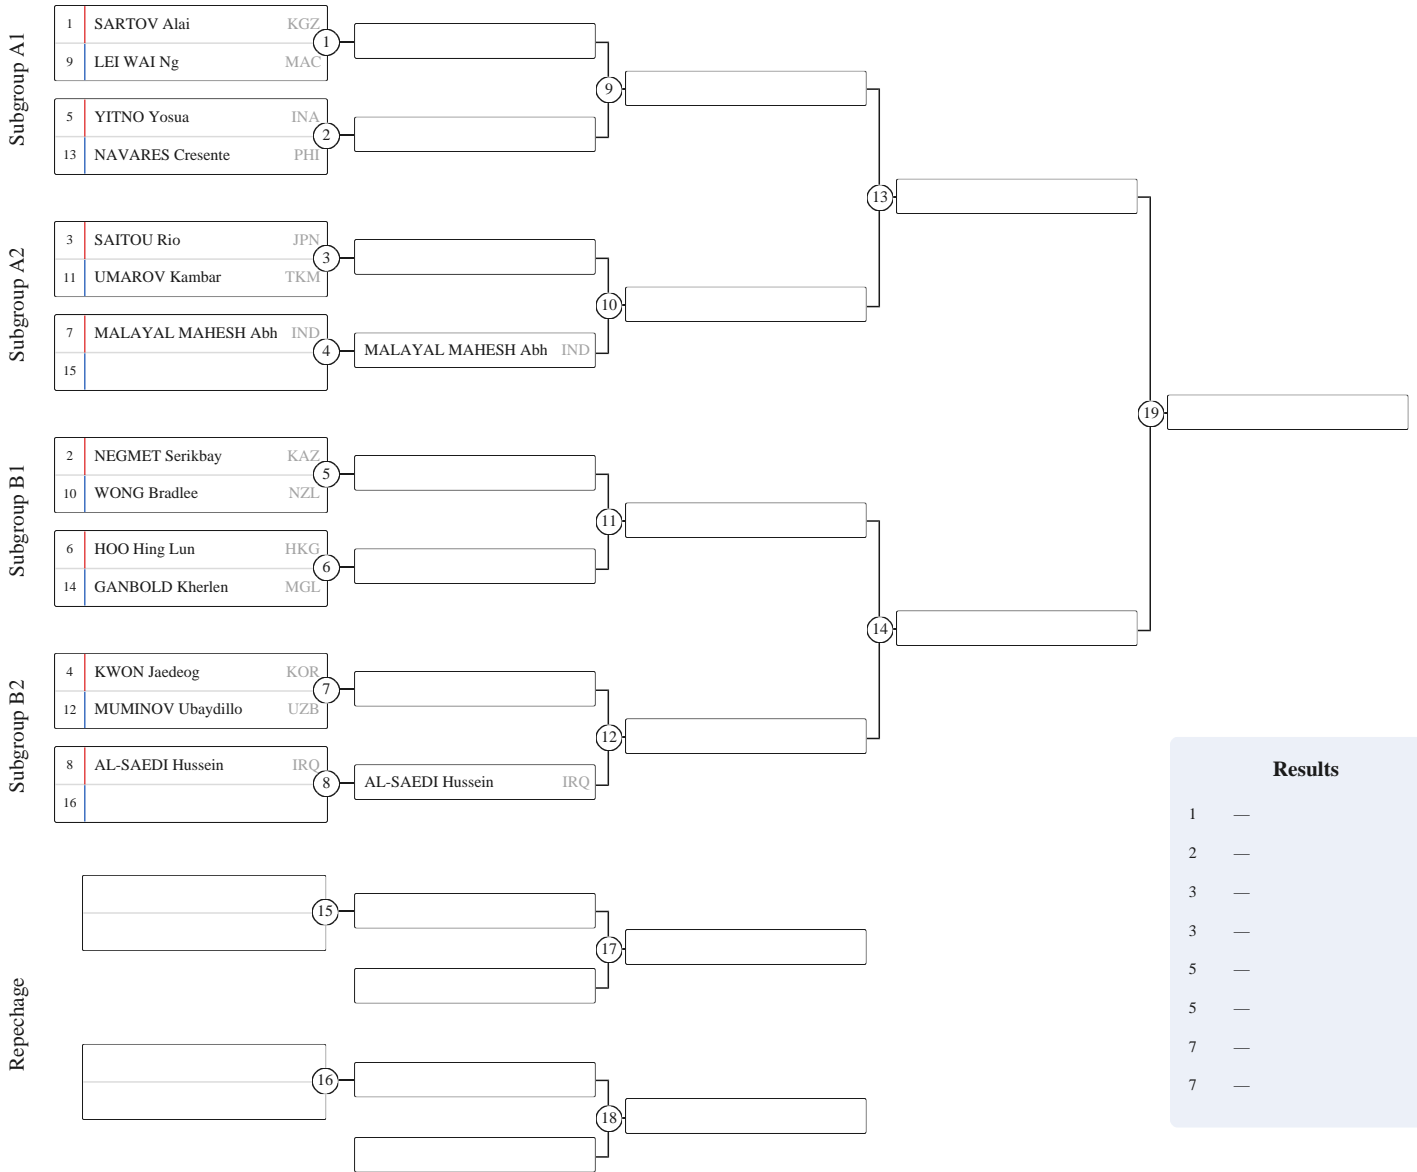 Subgroup A1
1 SARTOV Alai KGZ
9 LEI WAI Ng MAC
1
5 YITNO Yosua INA
13 NAVARES Cresente PHI
2
9
Subgroup A2
3 SAITOU Rio JPN
11 UMAROV Kambar TKM
3
7 MALAYAL MAHESH Abh IND
15
4
MALAYAL MAHESH Abh IND
10
13
Subgroup B1
2 NEGMET Serikbay KAZ
10 WONG Bradlee NZL
5
6 HOO Hing Lun HKG
14 GANBOLD Kherlen MGL
6
11
Subgroup B2
4 KWON Jaedeog KOR
12 MUMINOV Ubaydillo UZB
7
8 AL-SAEDI Hussein IRQ
16
8
AL-SAEDI Hussein IRQ
12
14
19
Repechage
15
17
16
18
Results
1 —
2 —
3 —
3 —
5 —
5 —
7 —
7 —